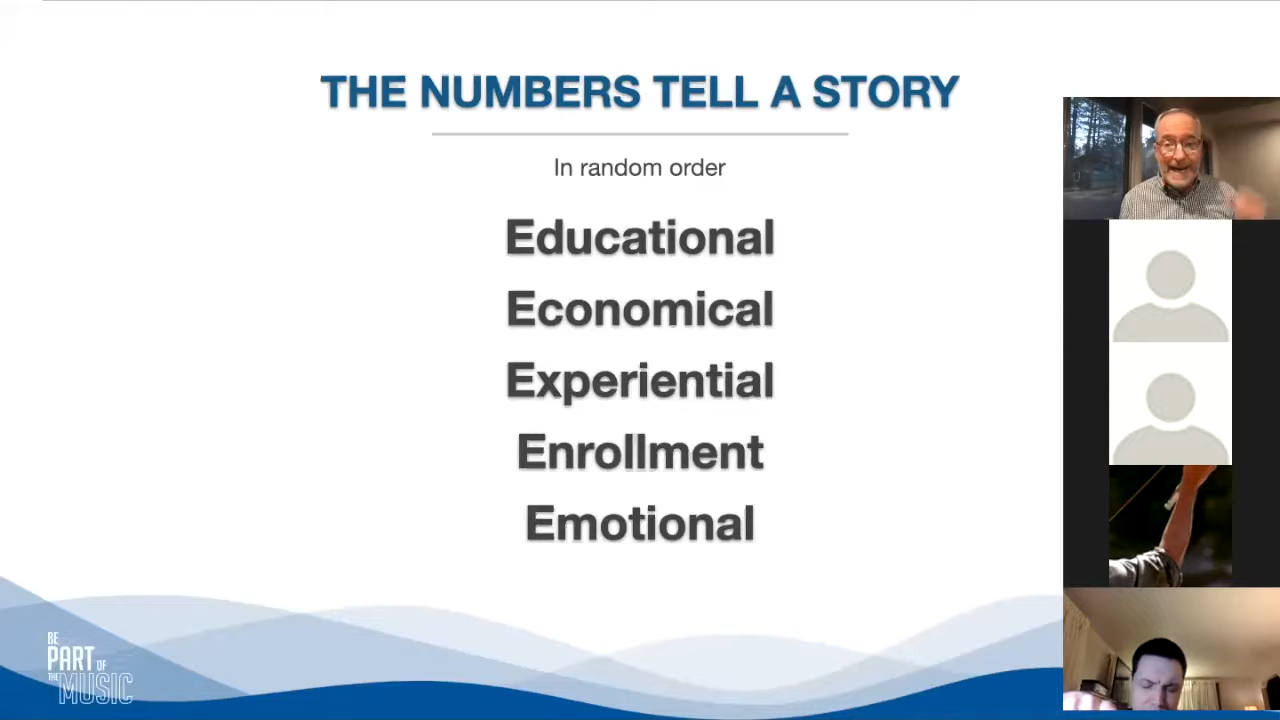 THE NUMBERS TELL A STORY
In random order
Educational
Economical
Experiential
Enrollment
Emotional
BE
PART OF
THE MUSIC